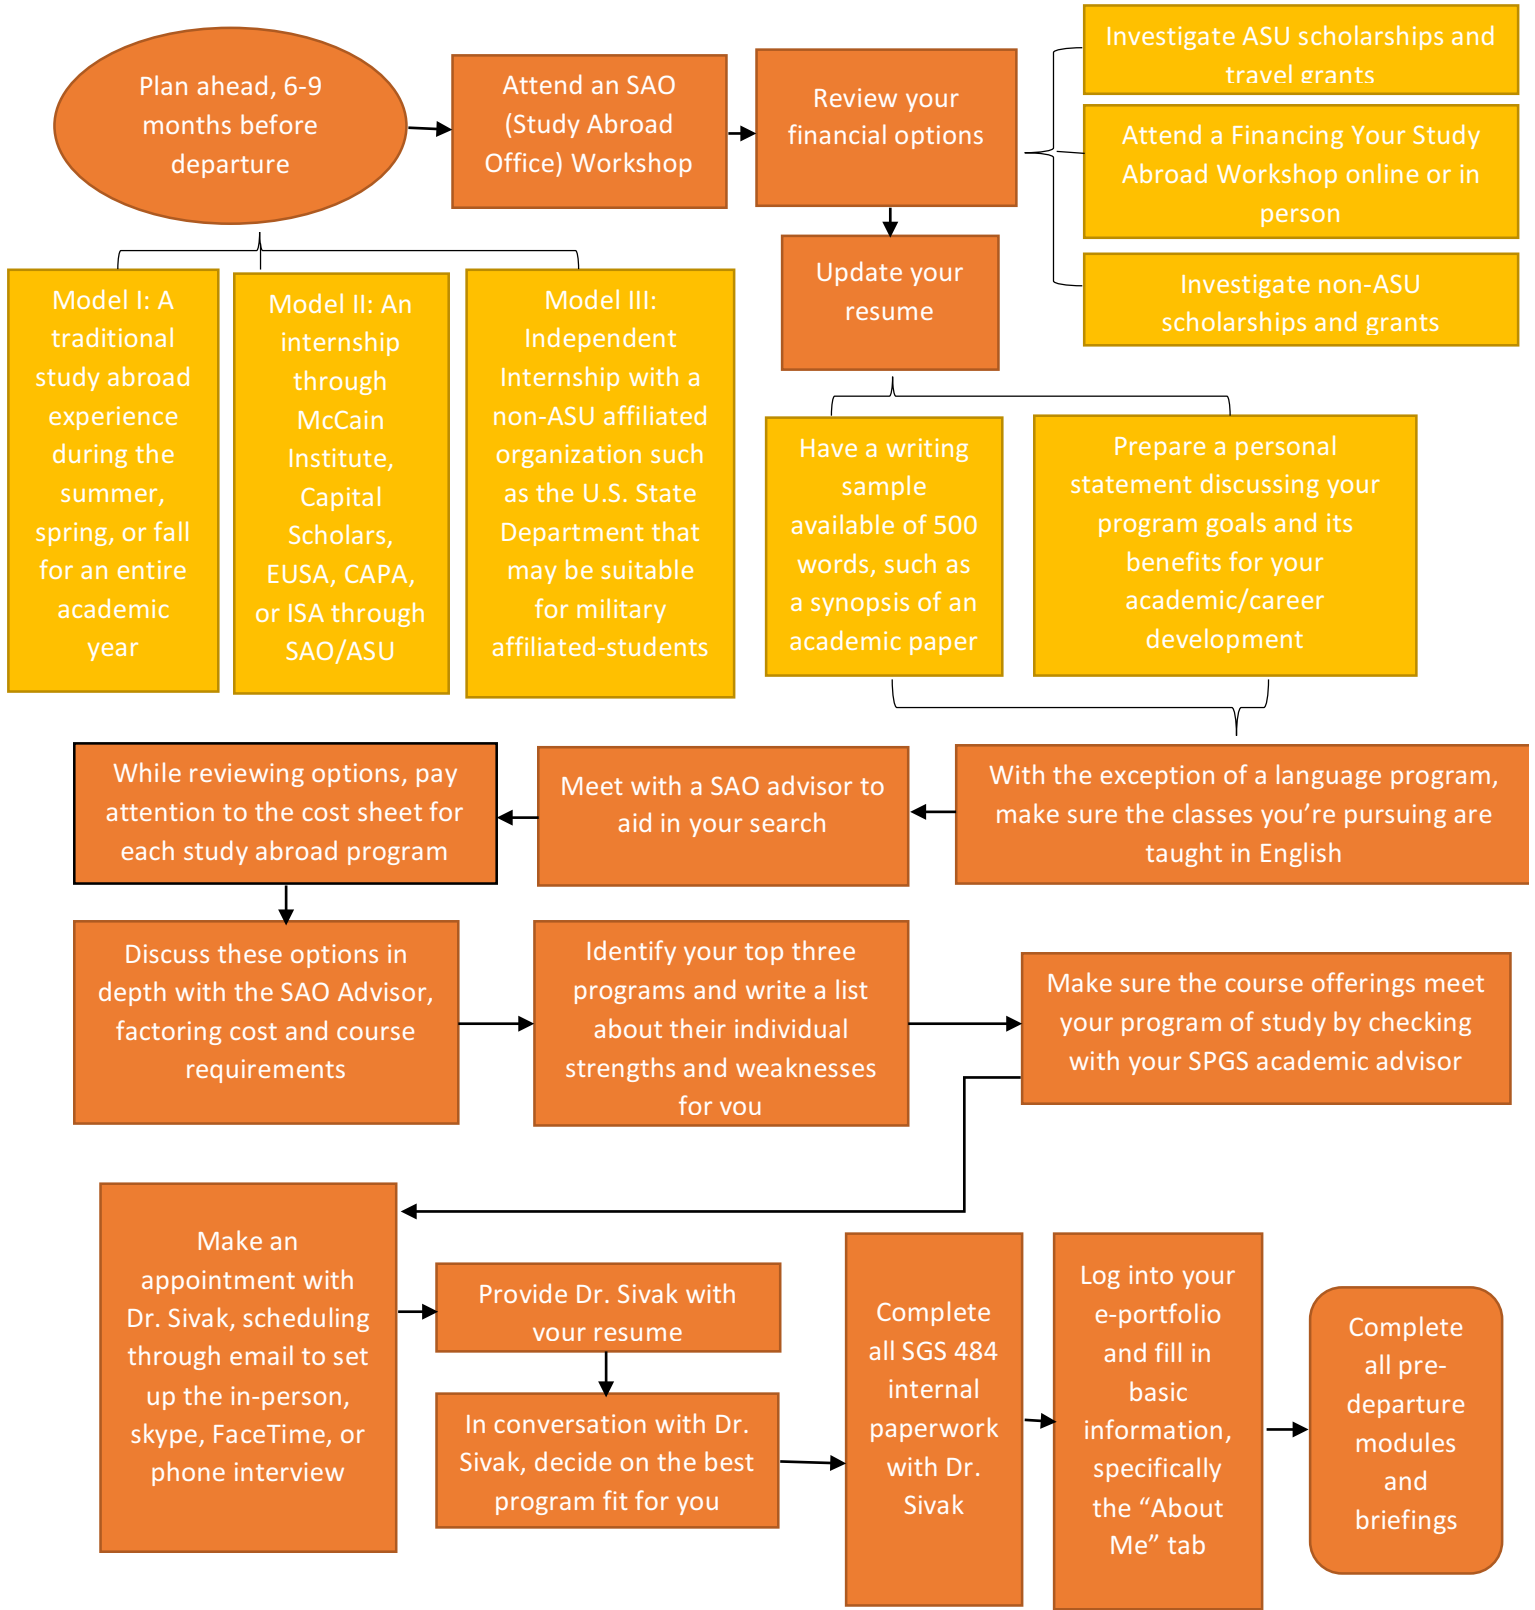 Plan ahead, 6-9
months before
departure
Attend an SAO
(Study Abroad
Office) Workshop
Review your
financial options
Investigate ASU scholarships and
travel grants
Attend a Financing Your Study
Abroad Workshop online or in
person
Investigate non-ASU
scholarships and grants
Model I: A
traditional
study abroad
experience
during the
summer,
spring, or fall
for an entire
academic
year
Model II: An
internship
through
McCain
Institute,
Capital
Scholars,
EUSA, CAPA,
or ISA through
SAO/ASU
Model III:
Independent
Internship with a
non-ASU affiliated
organization such
as the U.S. State
Department that
may be suitable
for military
affiliated-students
Update your
resume
Have a writing
sample
available of 500
words, such as
a synopsis of an
academic paper
Prepare a personal
statement discussing your
program goals and its
benefits for your
academic/career
development
With the exception of a language program,
make sure the classes you’re pursuing are
taught in English
Meet with a SAO advisor to
aid in your search
While reviewing options, pay
attention to the cost sheet for
each study abroad program
Discuss these options in
depth with the SAO Advisor,
factoring cost and course
requirements
Identify your top three
programs and write a list
about their individual
strengths and weaknesses
for you
Make sure the course offerings meet
your program of study by checking
with your SPGS academic advisor
Make an
appointment with
Dr. Sivak, scheduling
through email to set
up the in-person,
skype, FaceTime, or
phone interview
Provide Dr. Sivak with
your resume
In conversation with Dr.
Sivak, decide on the best
program fit for you
Complete
all SGS 484
internal
paperwork
with Dr.
Sivak
Log into your
e-portfolio
and fill in
basic
information,
specifically
the “About
Me” tab
Complete
all pre-
departure
modules
and
briefings